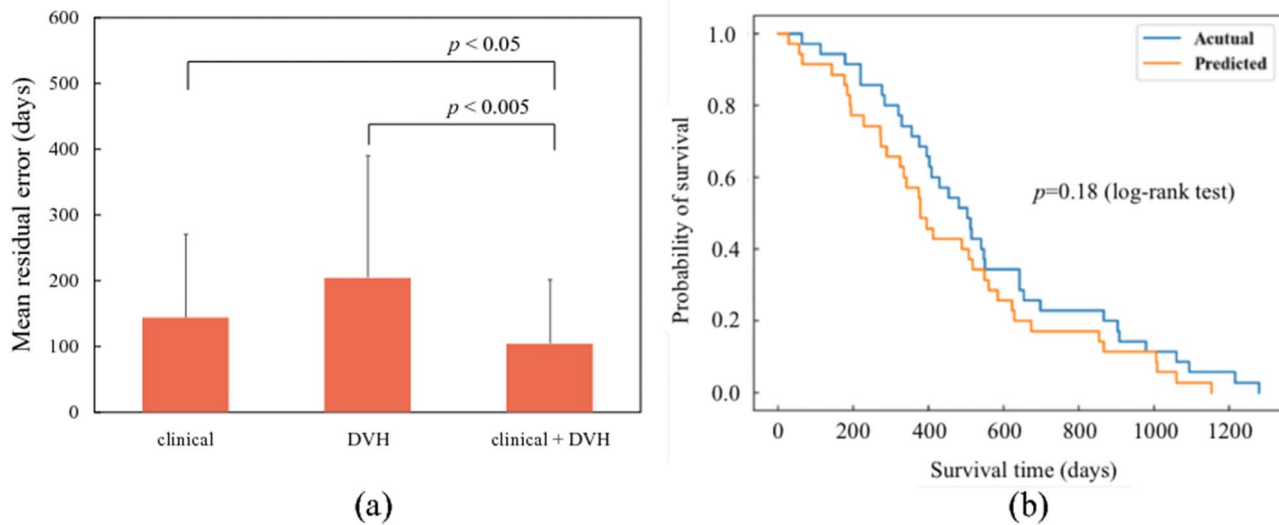 600
500
400
300
200
100
0
Mean residual error (days)
p < 0.05
p < 0.005
clinical
DVH
clinical + DVH
(a)
1.0
0.8
0.6
0.4
0.2
0.0
Probability of survival
Acutual
Predicted
p=0.18 (log-rank test)
0 200 400 600 800 1000 1200
Survival time (days)
(b)